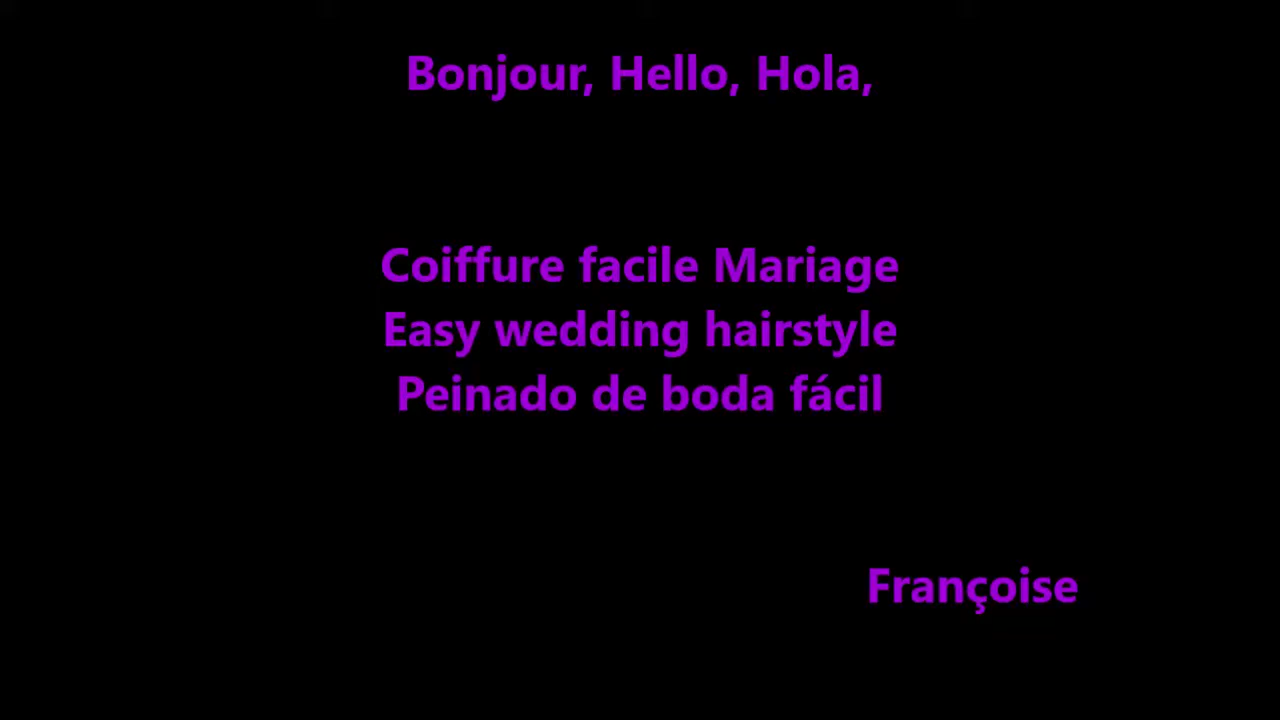 Bonjour, Hello, Hola,
Coiffure facile Mariage
Easy wedding hairstyle
Peinado de boda fácil
Françoise